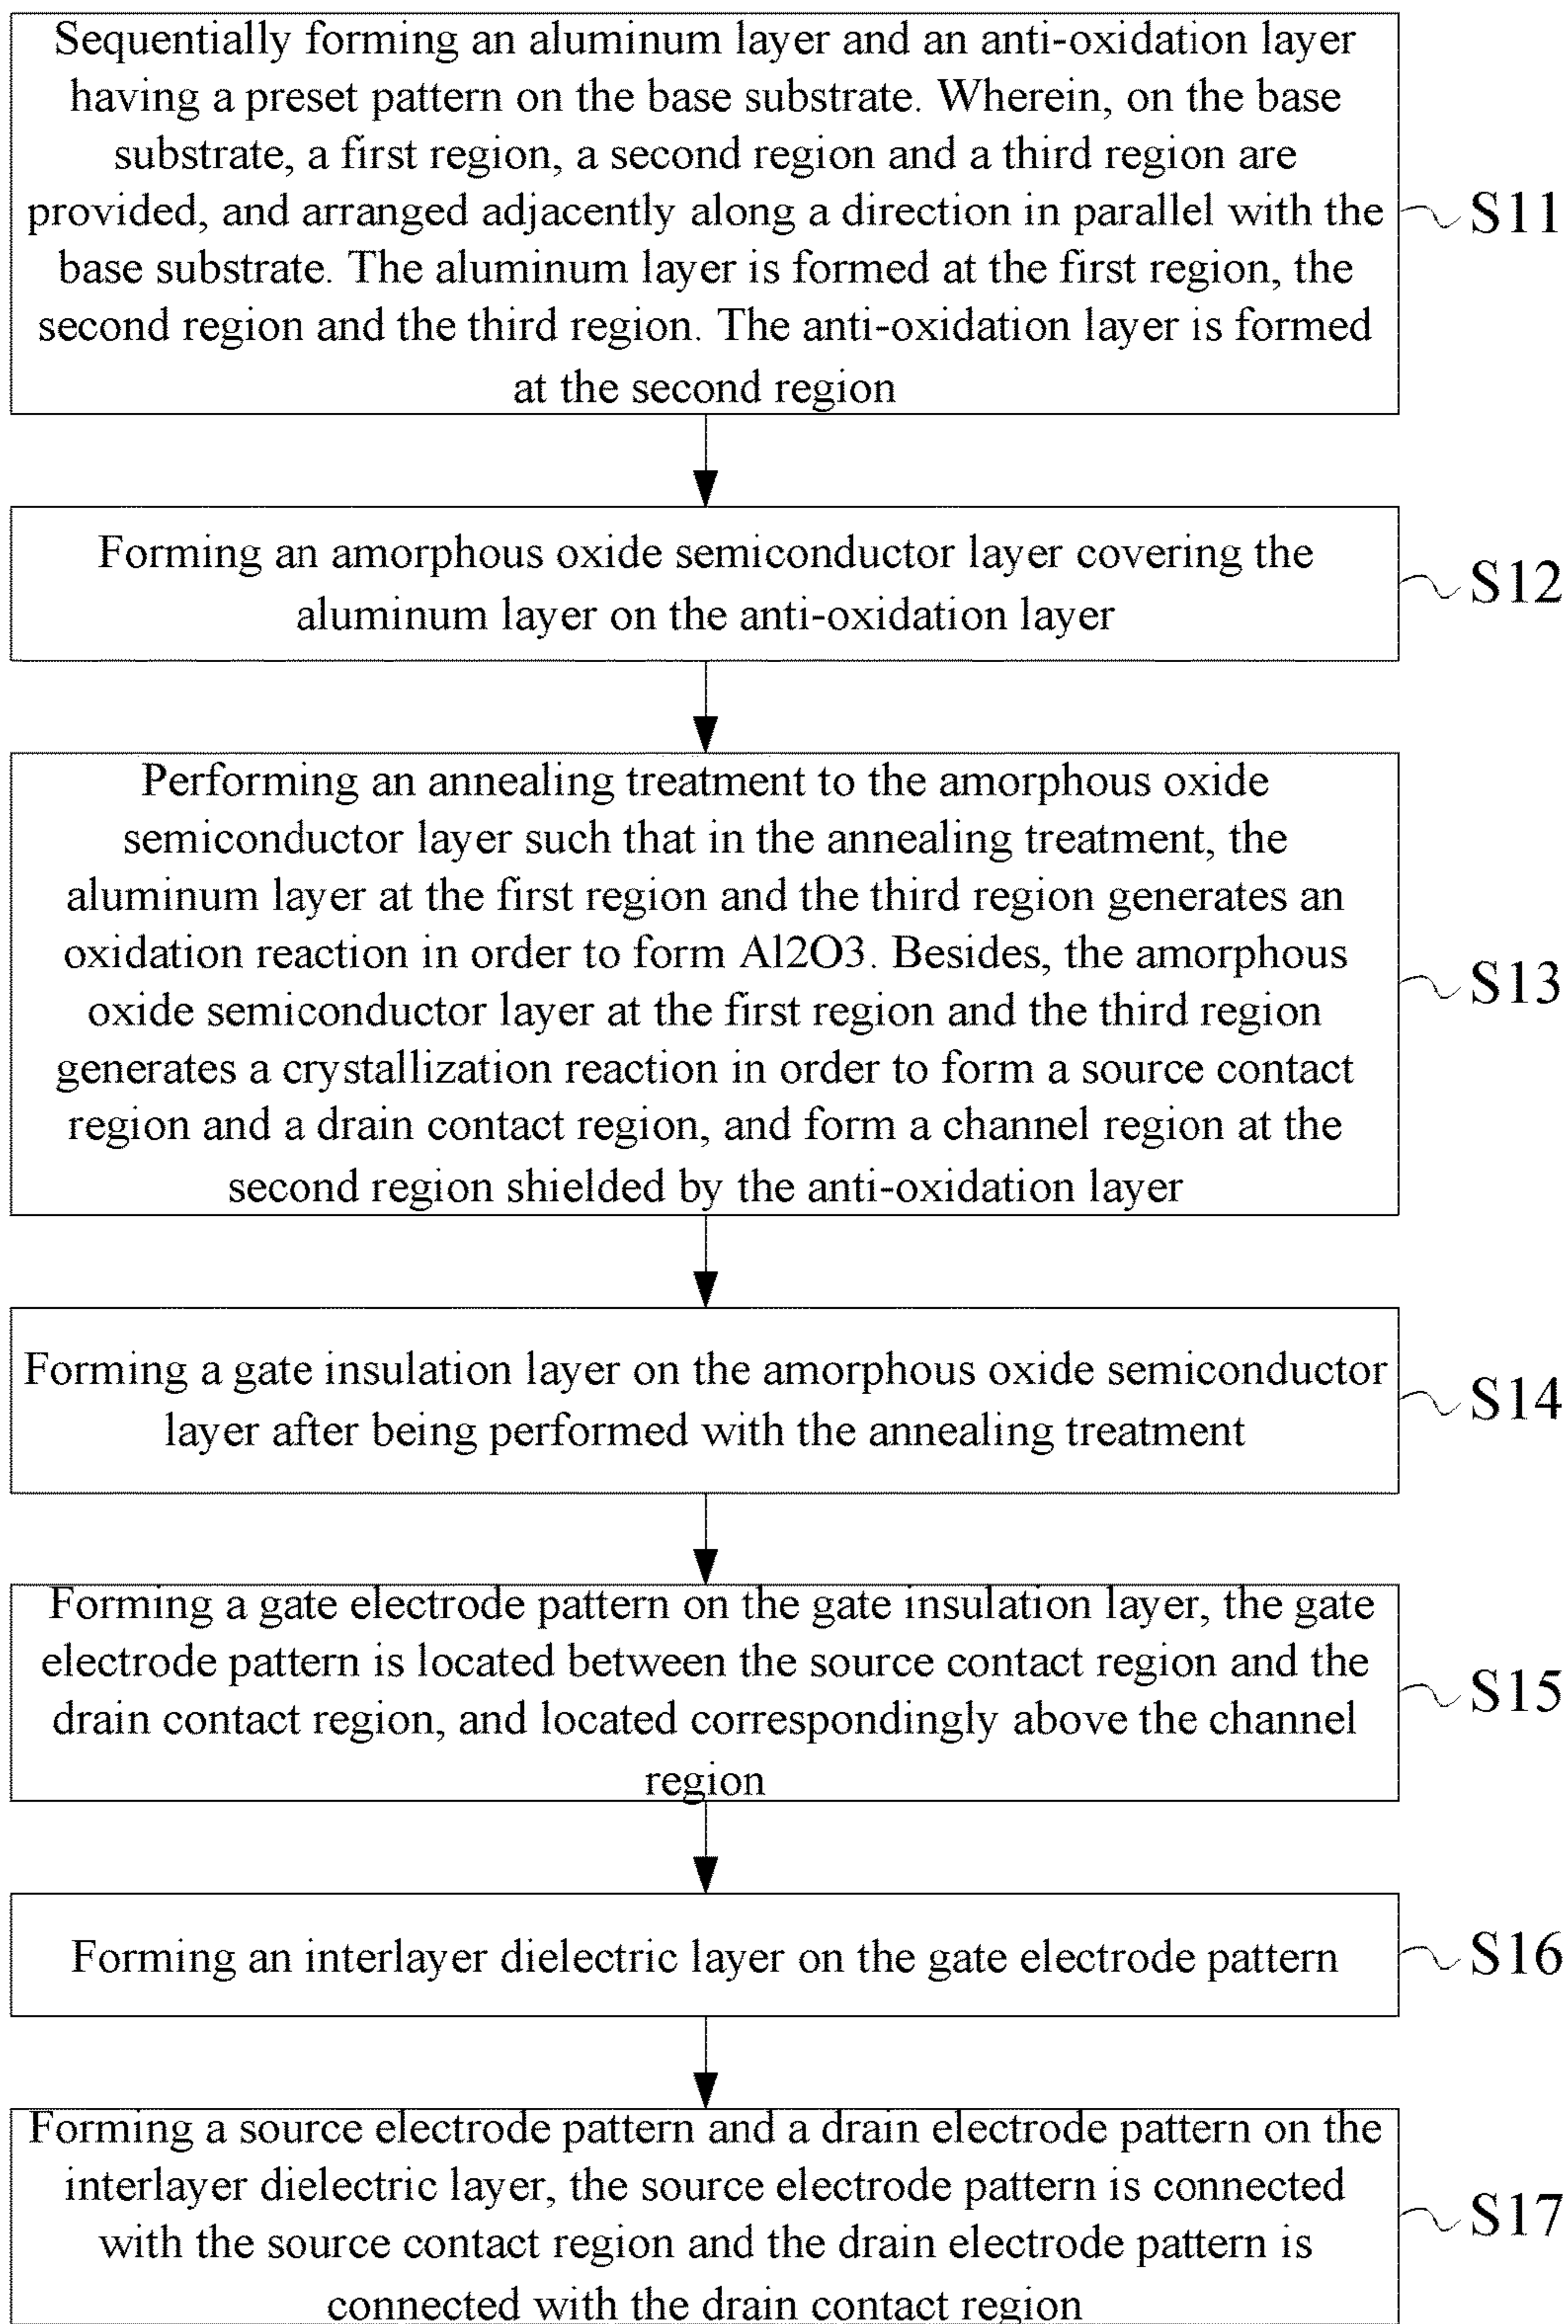 Sequentially forming an aluminum layer and an anti-oxidation layer
having a preset pattern on the base substrate. Wherein, on the base
substrate, a first region, a second region and a third region are
provided, and arranged adjacently along a direction in parallel with the
base substrate. The aluminum layer is formed at the first region, the
second region and the third region. The anti-oxidation layer is formed
at the second region
S11
Forming an amorphous oxide semiconductor layer covering the
aluminum layer on the anti-oxidation layer
S12
Performing an annealing treatment to the amorphous oxide
semiconductor layer such that in the annealing treatment, the
aluminum layer at the first region and the third region generates an
oxidation reaction in order to form Al2O3. Besides, the amorphous
oxide semiconductor layer at the first region and the third region
generates a crystallization reaction in order to form a source contact
region and a drain contact region, and form a channel region at the
second region shielded by the anti-oxidation layer
S13
Forming a gate insulation layer on the amorphous oxide semiconductor
layer after being performed with the annealing treatment
S14
Forming a gate electrode pattern on the gate insulation layer, the gate
electrode pattern is located between the source contact region and the
drain contact region, and located correspondingly above the channel
region
S15
Forming an interlayer dielectric layer on the gate electrode pattern
S16
Forming a source electrode pattern and a drain electrode pattern on the
interlayer dielectric layer, the source electrode pattern is connected
with the source contact region and the drain electrode pattern is
connected with the drain contact region
S17